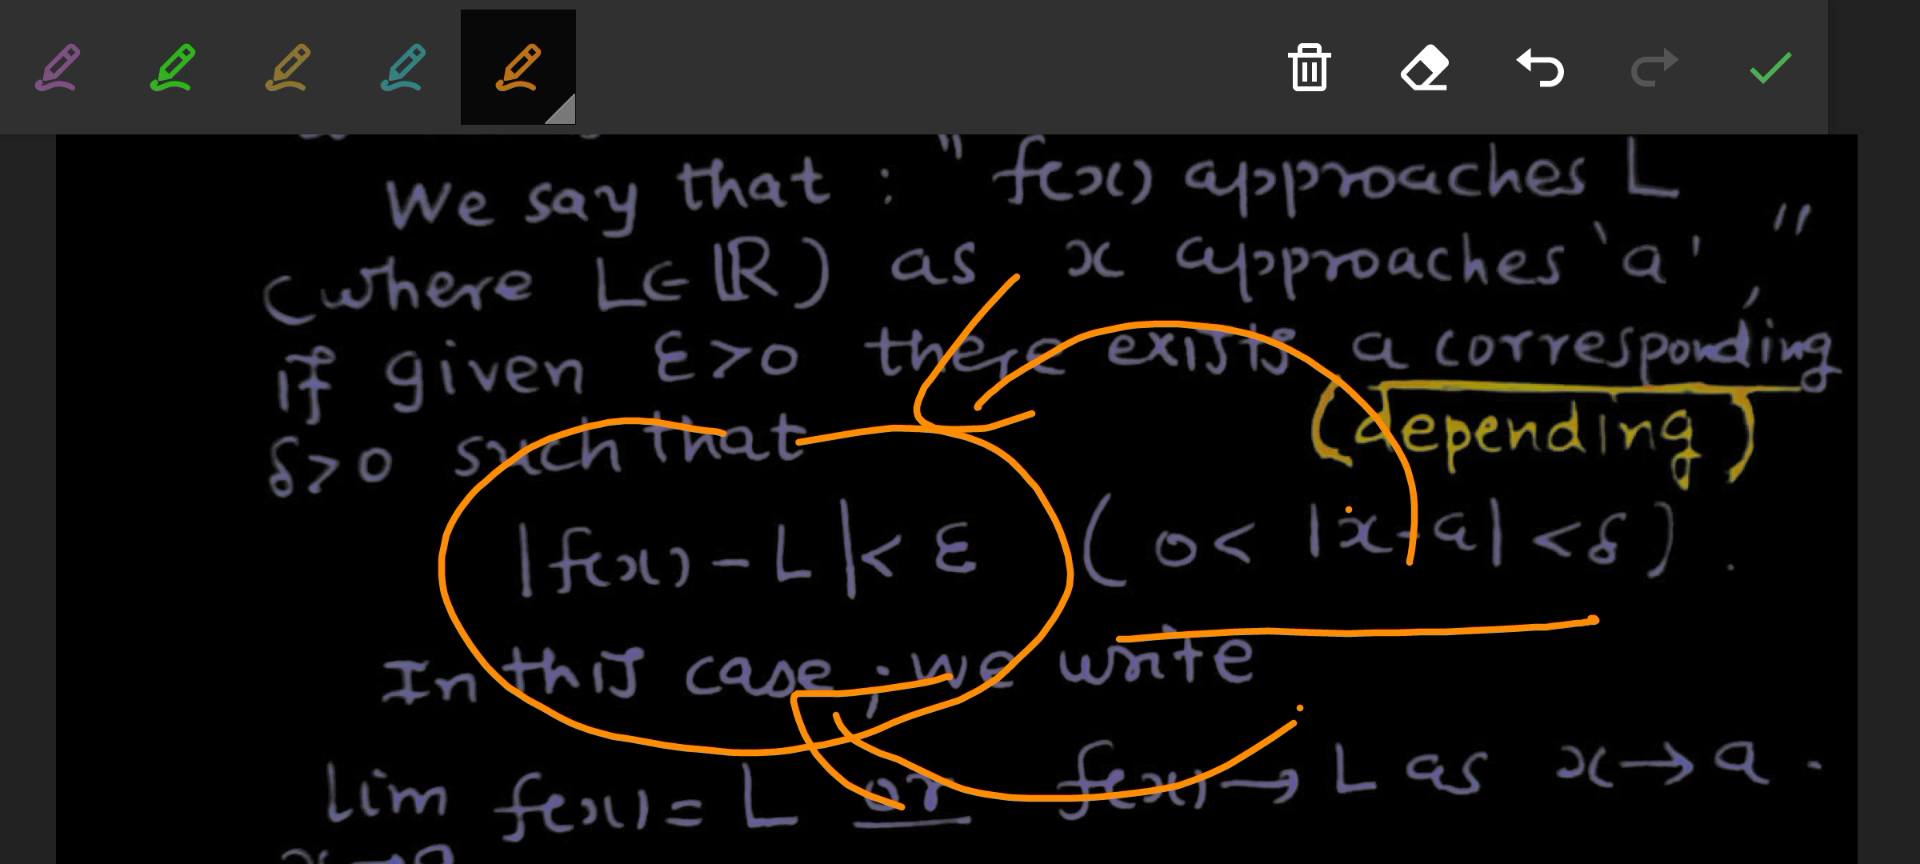 We say that : "f(x) approaches L
(where L∈ℝ) as x approaches 'a' ",
if given ε>0 there exists a corresponding
(depending)
δ>0 such that
|f(x) - L| < ε (0< |x-a| <δ) .
In this case, we write
lim f(x) = L or f(x) → L as x → a .
x→a